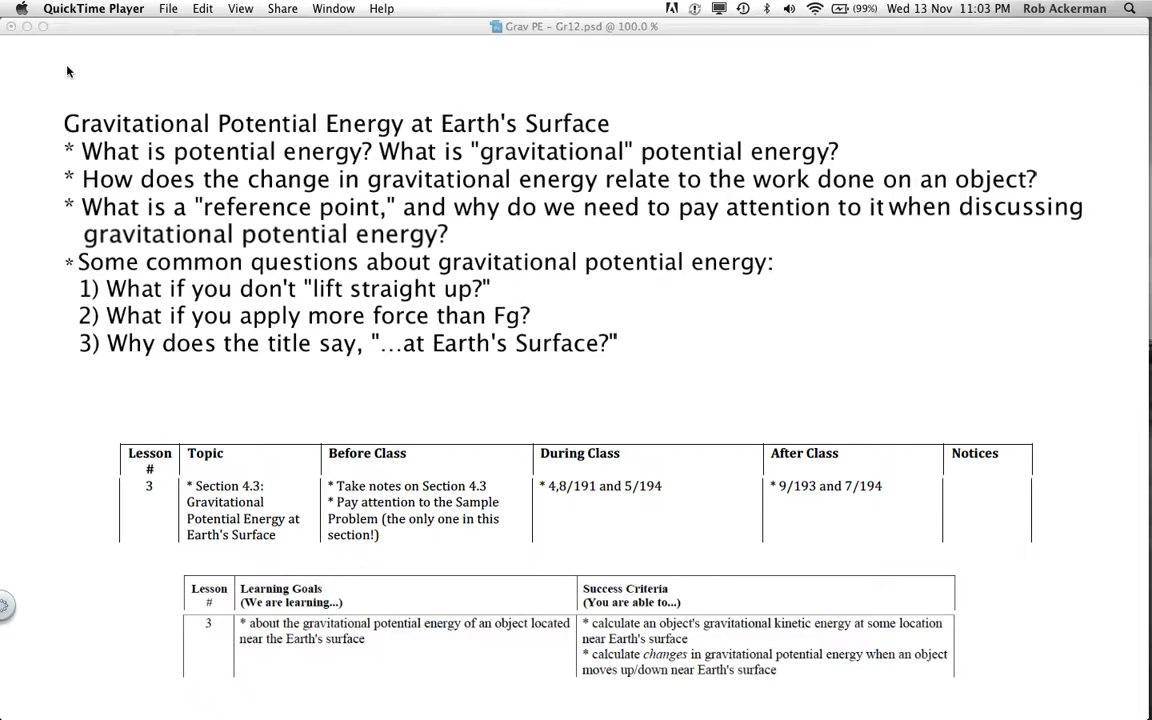 QuickTime Player File Edit View Share Window Help (99%) Wed 13 Nov 11:03 PM Rob Ackerman
Grav PE - Gr12.psd @ 100.0 %
Gravitational Potential Energy at Earth's Surface
* What is potential energy? What is "gravitational" potential energy?
* How does the change in gravitational energy relate to the work done on an object?
* What is a "reference point," and why do we need to pay attention to it when discussing
gravitational potential energy?
* Some common questions about gravitational potential energy:
1) What if you don't "lift straight up?"
2) What if you apply more force than Fg?
3) Why does the title say, "...at Earth's Surface?"
Lesson # Topic Before Class During Class After Class Notices
3 * Section 4.3: * Take notes on Section 4.3 * 4,8/191 and 5/194 * 9/193 and 7/194
Gravitational * Pay attention to the Sample
Potential Energy at Problem (the only one in this
Earth's Surface section!)
Lesson Learning Goals Success Criteria
# (We are learning...) (You are able to...)
3 * about the gravitational potential energy of an object located * calculate an object's gravitational kinetic energy at some location
near the Earth's surface near Earth's surface
* calculate changes in gravitational potential energy when an object
moves up/down near Earth's surface